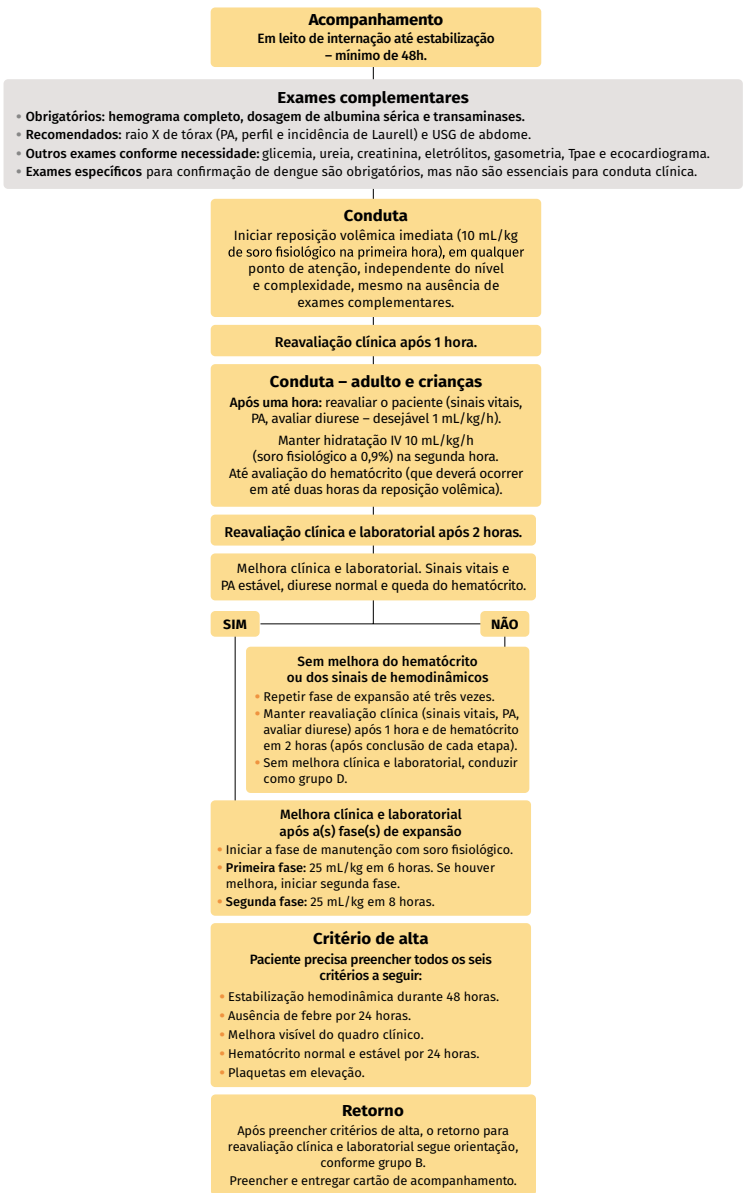 Acompanhamento
Em leito de internação até estabilização
– mínimo de 48h.
Exames complementares
• Obrigatórios: hemograma completo, dosagem de albumina sérica e transaminases.
• Recomendados: raio X de tórax (PA, perfil e incidência de Laurell) e USG de abdome.
• Outros exames conforme necessidade: glicemia, ureia, creatinina, eletrólitos, gasometria, Tpae e ecocardiograma.
• Exames específicos para confirmação de dengue são obrigatórios, mas não são essenciais para conduta clínica.
Conduta
Iniciar reposição volêmica imediata (10 mL/kg
de soro fisiológico na primeira hora), em qualquer
ponto de atenção, independente do nível
e complexidade, mesmo na ausência de
exames complementares.
Reavaliação clínica após 1 hora.
Conduta – adulto e crianças
Após uma hora: reavaliar o paciente (sinais vitais,
PA, avaliar diurese – desejável 1 mL/kg/h).
Manter hidratação IV 10 mL/kg/h
(soro fisiológico a 0,9%) na segunda hora.
Até avaliação do hematócrito (que deverá ocorrer
em até duas horas da reposição volêmica).
Reavaliação clínica e laboratorial após 2 horas.
Melhora clínica e laboratorial. Sinais vitais e
PA estável, diurese normal e queda do hematócrito.
SIM
NÃO
Sem melhora do hematócrito
ou dos sinais de hemodinâmicos
• Repetir fase de expansão até três vezes.
• Manter reavaliação clínica (sinais vitais, PA,
avaliar diurese) após 1 hora e de hematócrito
em 2 horas (após conclusão de cada etapa).
• Sem melhora clínica e laboratorial, conduzir
como grupo D.
Melhora clínica e laboratorial
após a(s) fase(s) de expansão
• Iniciar a fase de manutenção com soro fisiológico.
• Primeira fase: 25 mL/kg em 6 horas. Se houver
melhora, iniciar segunda fase.
• Segunda fase: 25 mL/kg em 8 horas.
Critério de alta
Paciente precisa preencher todos os seis
critérios a seguir:
• Estabilização hemodinâmica durante 48 horas.
• Ausência de febre por 24 horas.
• Melhora visível do quadro clínico.
• Hematócrito normal e estável por 24 horas.
• Plaquetas em elevação.
Retorno
Após preencher critérios de alta, o retorno para
reavaliação clínica e laboratorial segue orientação,
conforme grupo B.
Preencher e entregar cartão de acompanhamento.